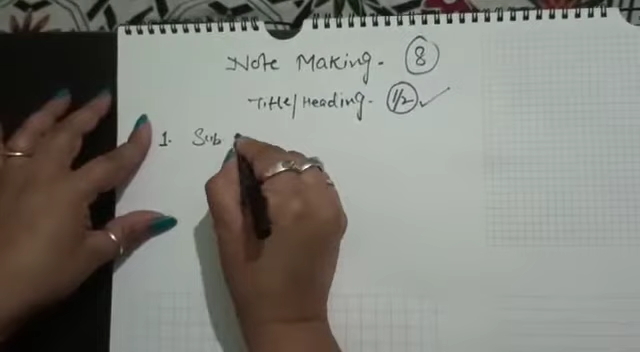 Note Making. 8
Title/Heading. 1/2 ✓
1. Sub